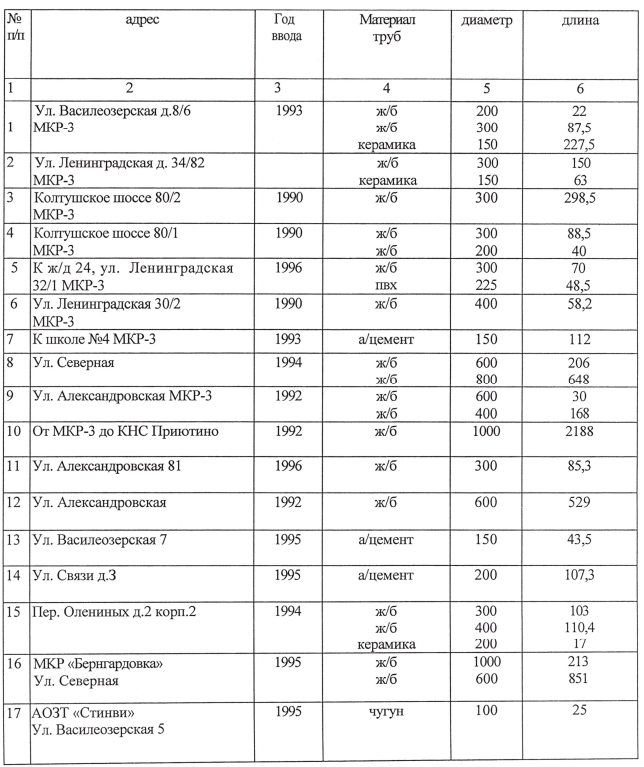 № п/п адрес Год ввода Материал труб диаметр длина
1 2 3 4 5 6
1 Ул. Василеозерская д.8/6 1993 ж/б 200 22
МКР-3 ж/б 300 87,5
керамика 150 227,5
2 Ул. Ленинградская д. 34/82 ж/б 300 150
МКР-3 керамика 150 63
3 Колтушское шоссе 80/2 1990 ж/б 300 298,5
МКР-3
4 Колтушское шоссе 80/1 1990 ж/б 300 88,5
МКР-3 ж/б 200 40
5 К ж/д 24, ул. Ленинградская 1996 ж/б 300 70
32/1 МКР-3 пвх 225 48,5
6 Ул. Ленинградская 30/2 1990 ж/б 400 58,2
МКР-3
7 К школе №4 МКР-3 1993 а/цемент 150 112
8 Ул. Северная 1994 ж/б 600 206
ж/б 800 648
9 Ул. Александровская МКР-3 1992 ж/б 600 30
ж/б 400 168
10 От МКР-3 до КНС Приютино 1992 ж/б 1000 2188
11 Ул. Александровская 81 1996 ж/б 300 85,3
12 Ул. Александровская 1992 ж/б 600 529
13 Ул. Василеозерская 7 1995 а/цемент 150 43,5
14 Ул. Связи д.3 1995 а/цемент 200 107,3
15 Пер. Олениных д.2 корп.2 1994 ж/б 300 103
ж/б 400 110,4
керамика 200 17
16 МКР «Бернгардовка» 1995 ж/б 1000 213
Ул. Северная ж/б 600 851
17 АОЗТ «Стинви» 1995 чугун 100 25
Ул. Василеозерская 5